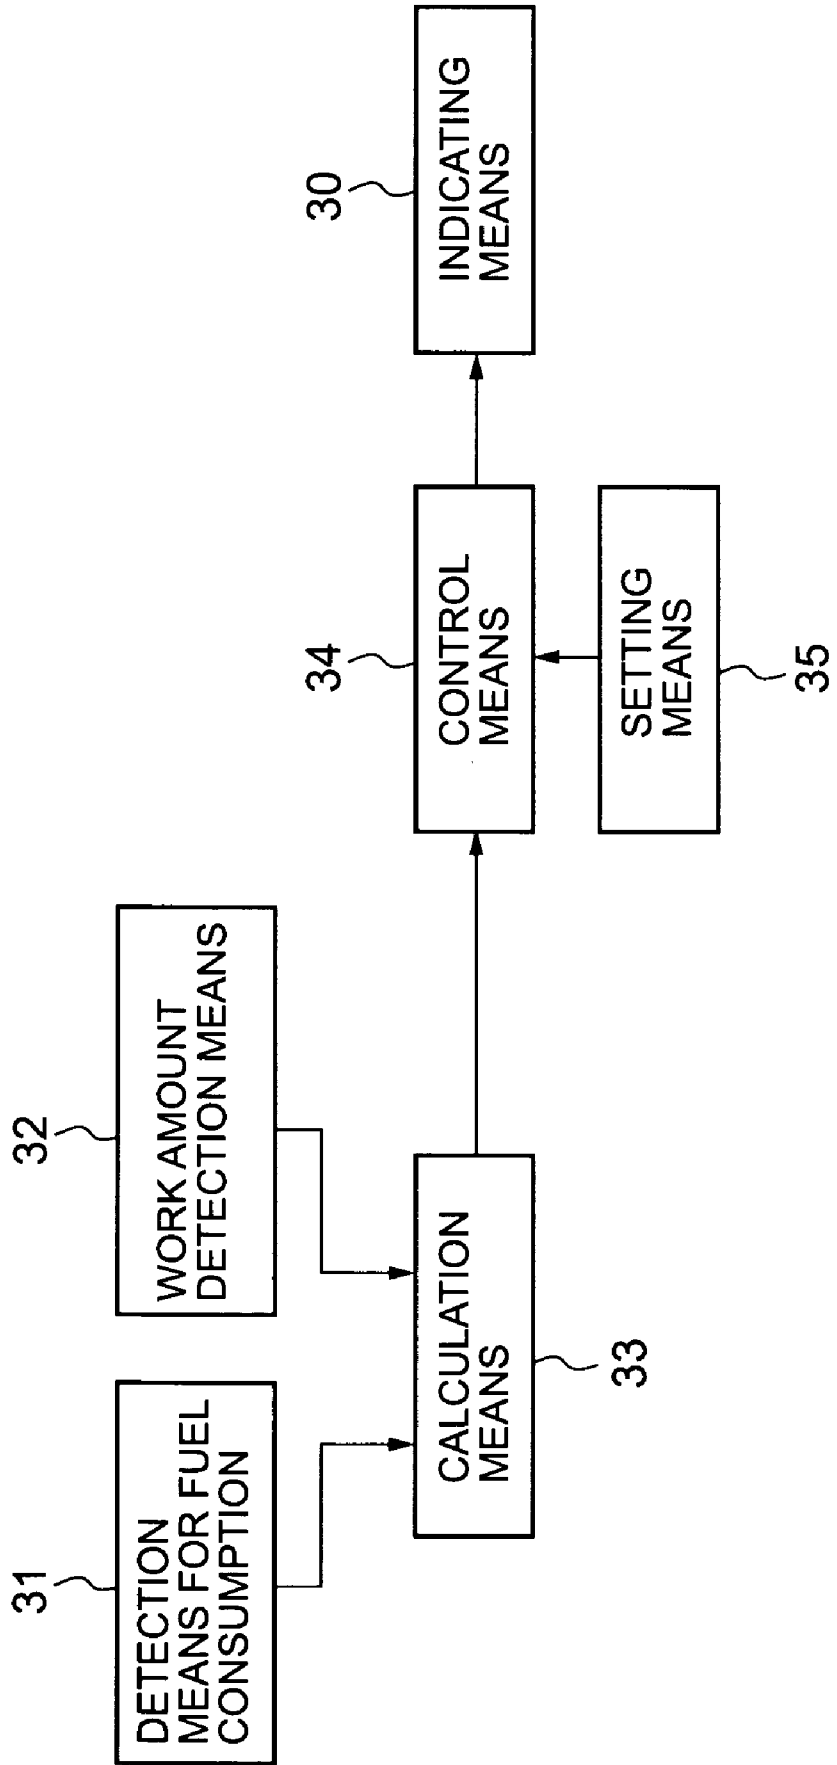 31
DETECTION
MEANS FOR FUEL
CONSUMPTION
32
WORK AMOUNT
DETECTION MEANS
CALCULATION
MEANS
33
34
CONTROL
MEANS
SETTING
MEANS
35
30
INDICATING
MEANS